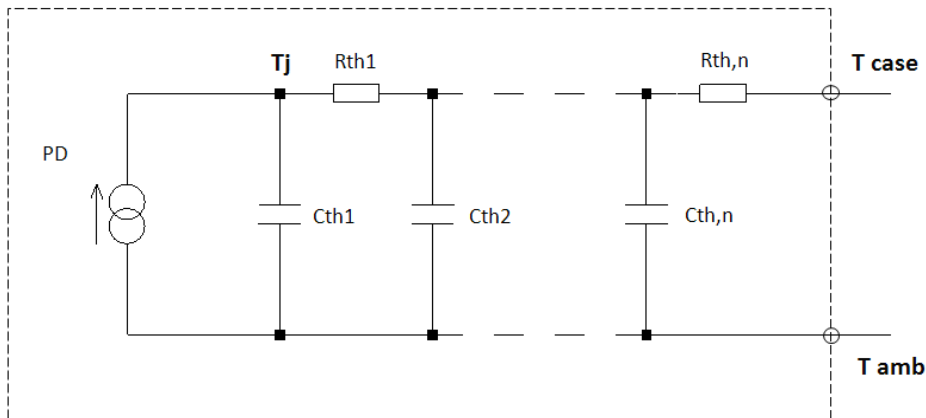 Tj
Rth1
Rth,n
T case
PD
Cth1
Cth2
Cth,n
T amb